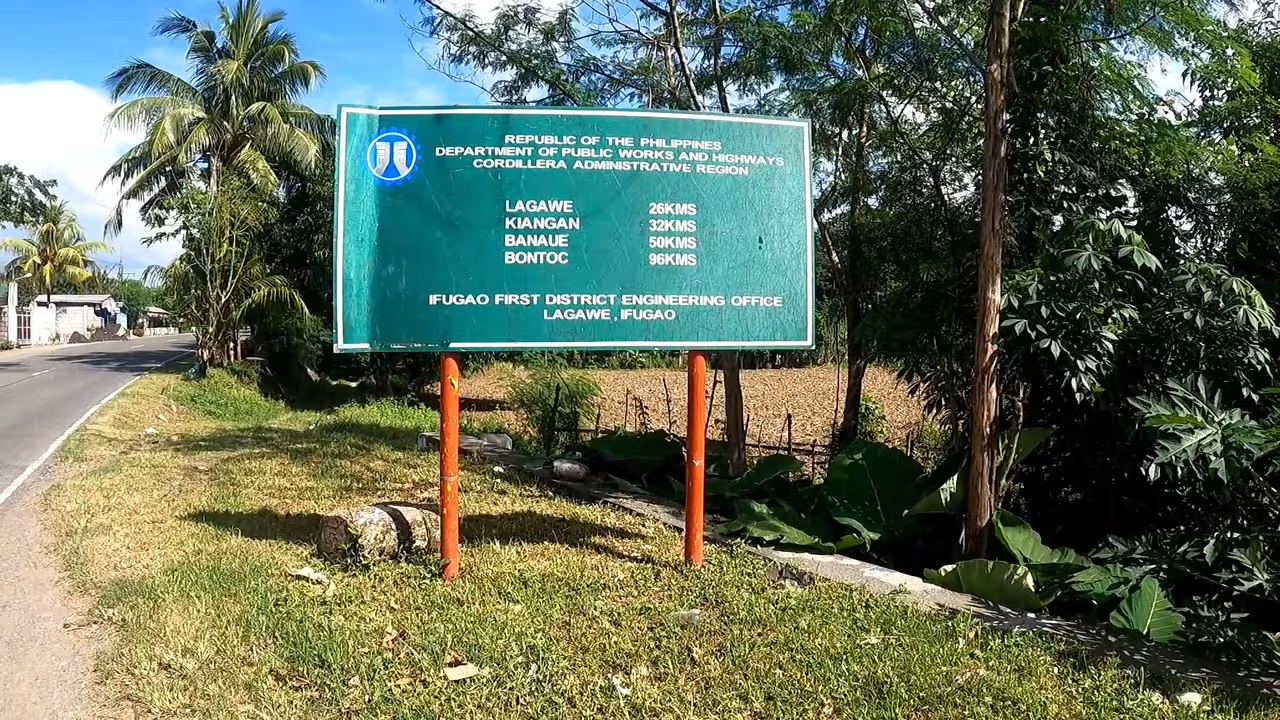 REPUBLIC OF THE PHILIPPINES
DEPARTMENT OF PUBLIC WORKS AND HIGHWAYS
CORDILLERA ADMINISTRATIVE REGION
LAGAWE 26KMS
KIANGAN 32KMS
BANAUE 50KMS
BONTOC 96KMS
IFUGAO FIRST DISTRICT ENGINEERING OFFICE
LAGAWE, IFUGAO